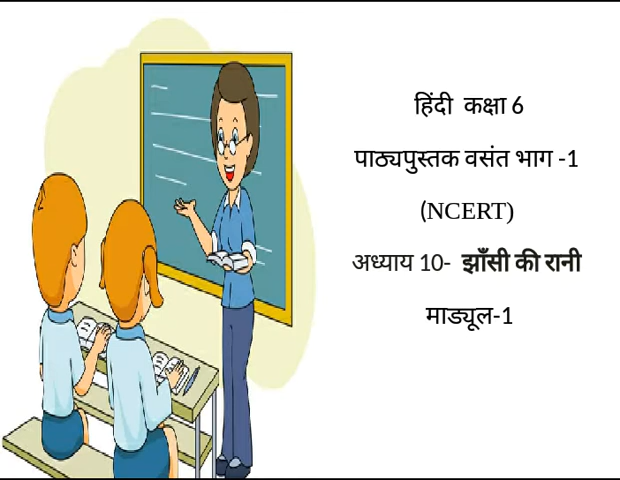 हिंदी कक्षा 6
पाठ्यपुस्तक वसंत भाग -1
(NCERT)
अध्याय 10- झाँसी की रानी
माड्यूल-1